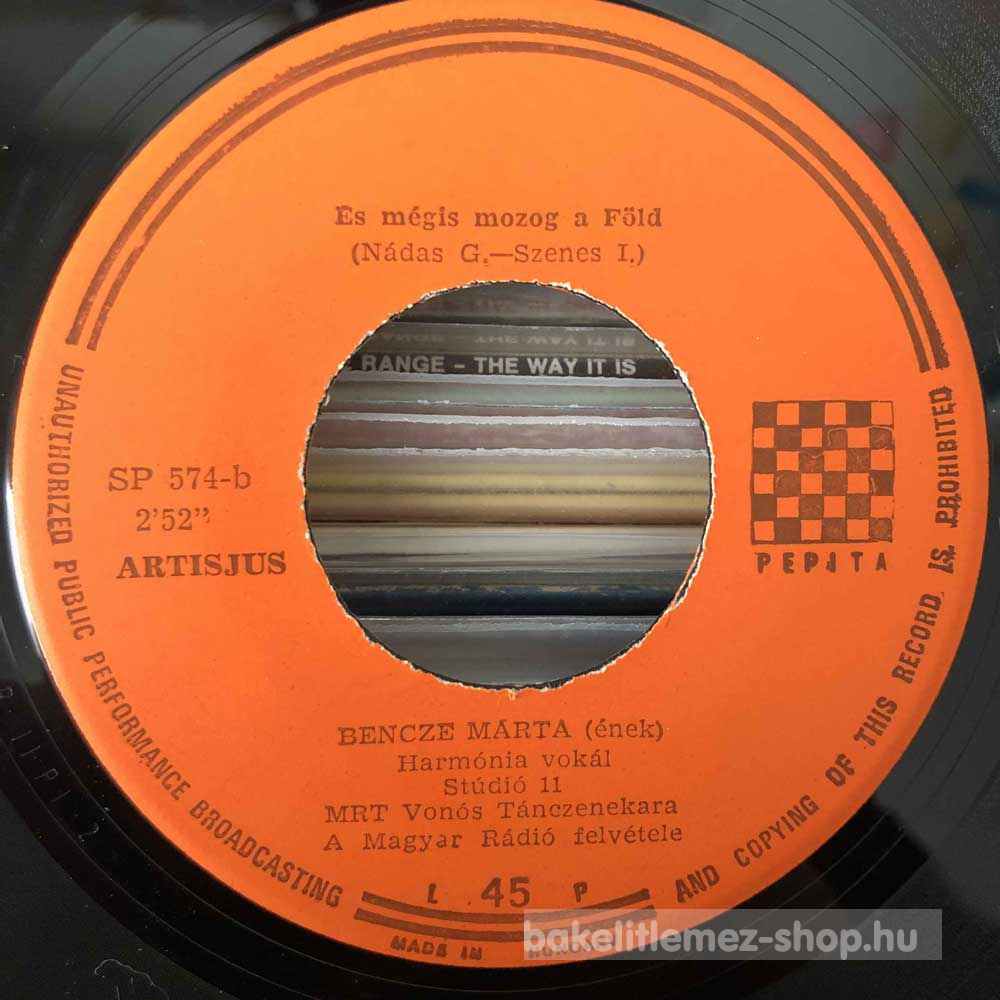 Es mégis mozog a Föld
(Nádas G.—Szenes I.)
RANGE – THE WAY IT IS
SP 574-b
2'52"
ARTISJUS
PEPITA
BENCZE MÁRTA (ének)
Harmónia vokál
Stúdió 11
MRT Vonós Tánczenekara
A Magyar Rádió felvétele
L 45 P
UNAUTHORIZED PUBLIC PERFORMANCE BROADCASTING
AND COPYING OF THIS RECORD IS PROHIBITED
MADE IN
bakelitlemez-shop.hu